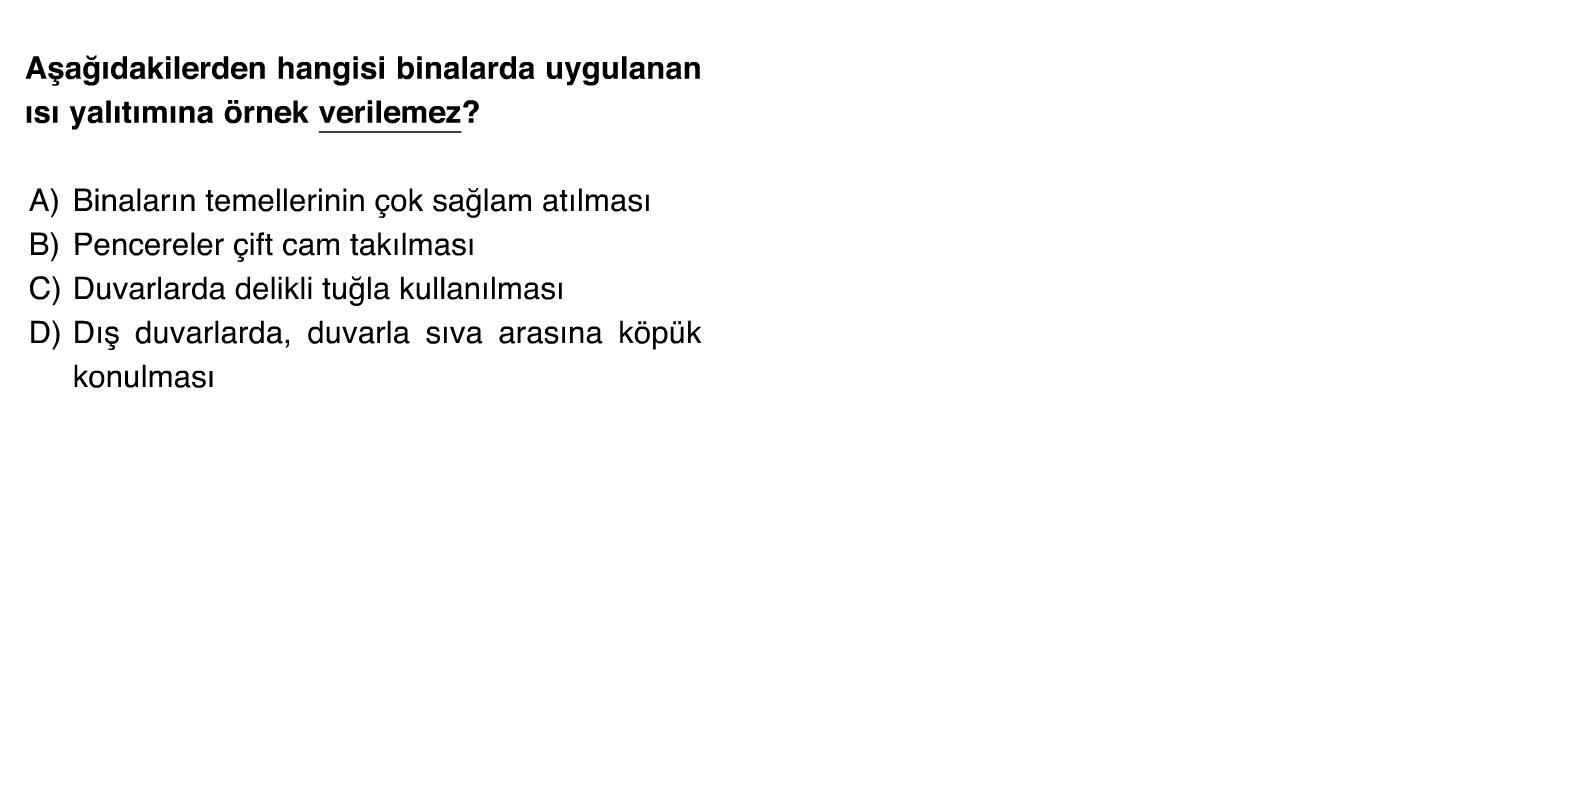 Aşağıdakilerden hangisi binalarda uygulanan
ısı yalıtımına örnek verilemez?
A) Binaların temellerinin çok sağlam atılması
B) Pencereler çift cam takılması
C) Duvarlarda delikli tuğla kullanılması
D) Dış duvarlarda, duvarla sıva arasına köpük
konulması